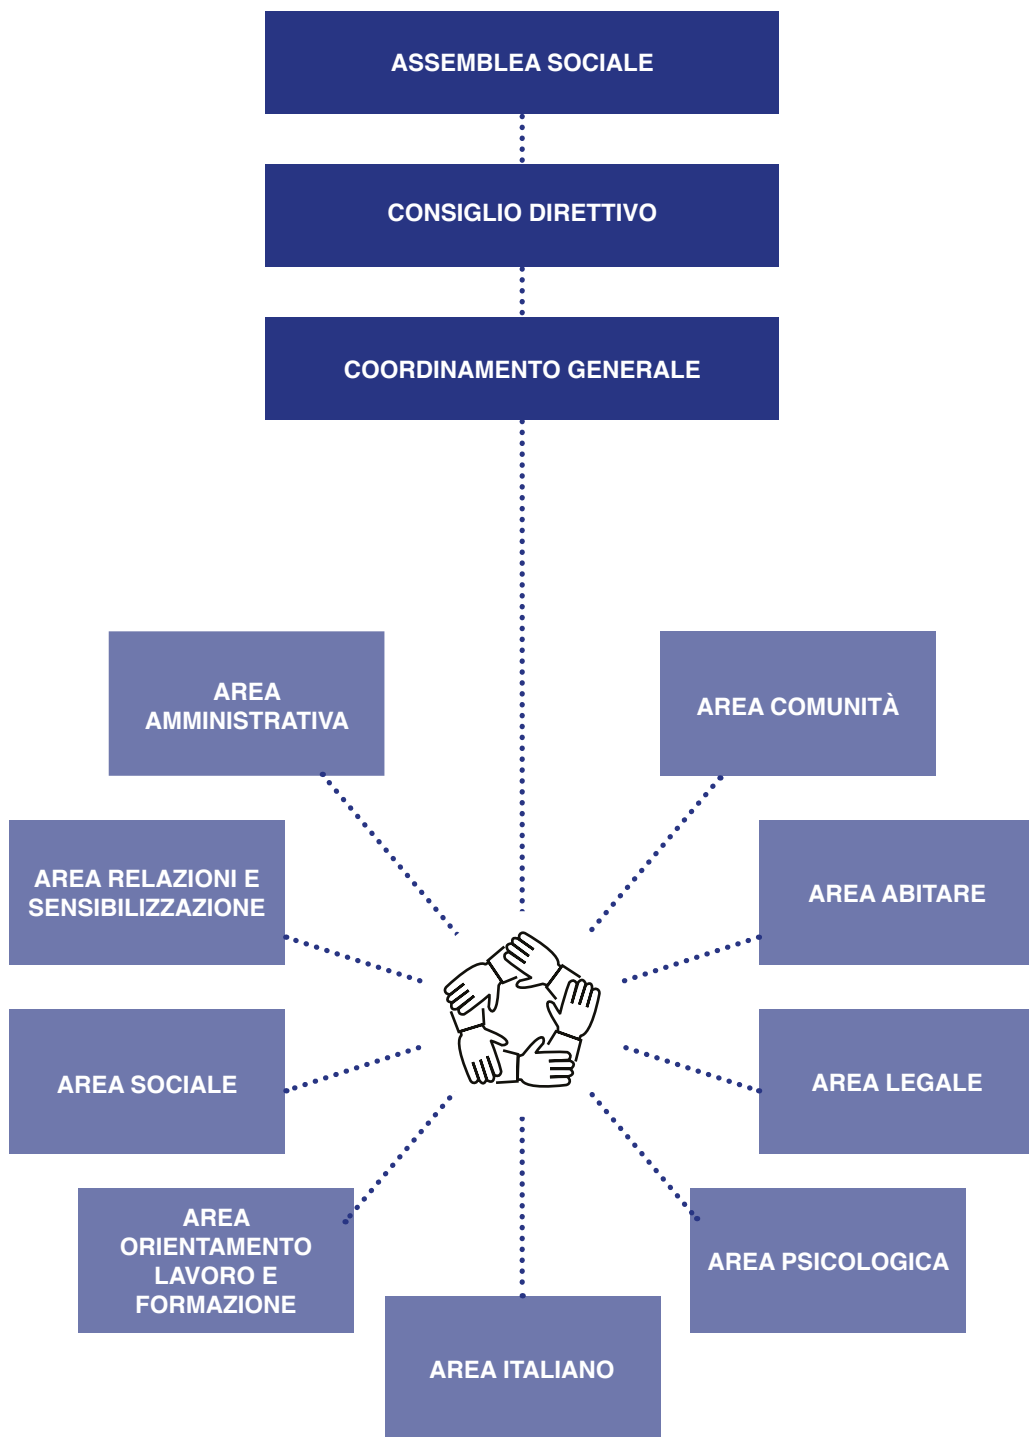 ASSEMBLEA SOCIALE
CONSIGLIO DIRETTIVO
COORDINAMENTO GENERALE
AREA
AMMINISTRATIVA
AREA COMUNITÀ
AREA RELAZIONI E
SENSIBILIZZAZIONE
AREA ABITARE
AREA SOCIALE
AREA LEGALE
AREA
ORIENTAMENTO
LAVORO E
FORMAZIONE
AREA PSICOLOGICA
AREA ITALIANO